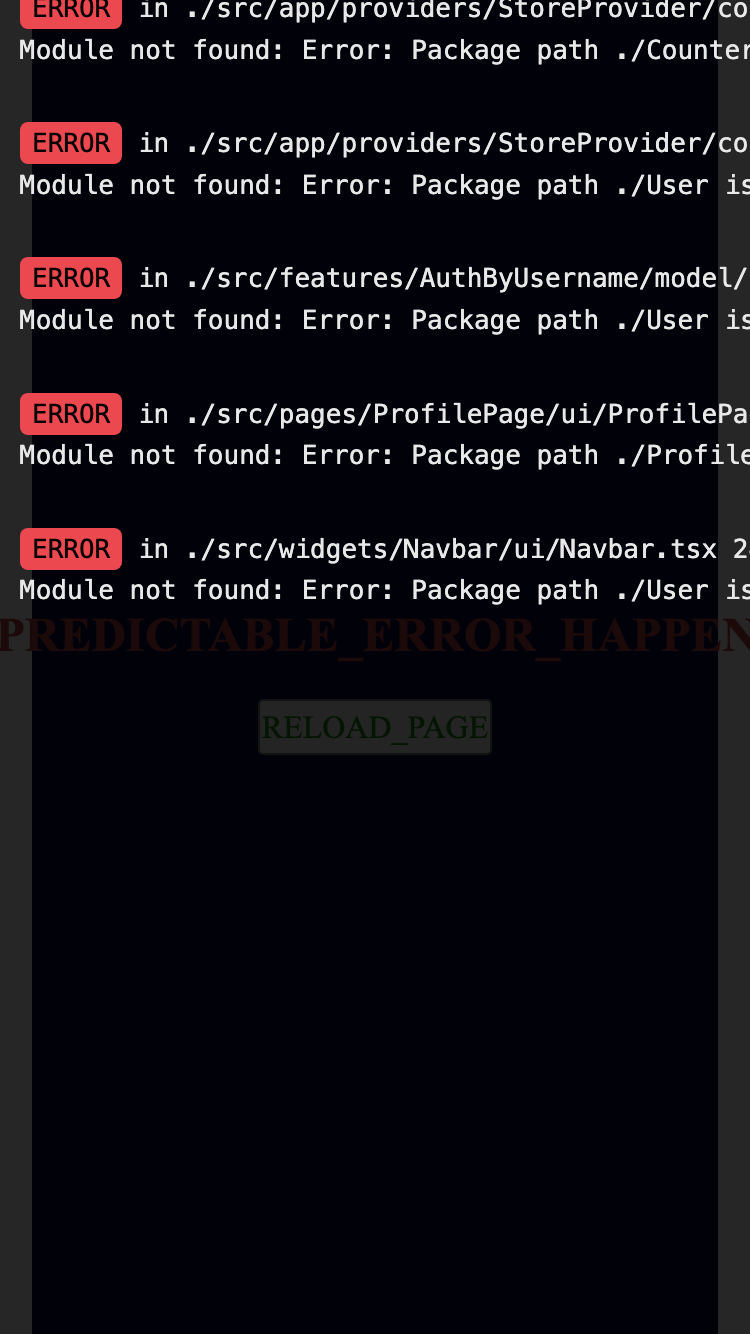 ERROR in ./src/app/providers/StoreProvider/co
Module not found: Error: Package path ./Counter
ERROR in ./src/app/providers/StoreProvider/co
Module not found: Error: Package path ./User is
ERROR in ./src/features/AuthByUsername/model/
Module not found: Error: Package path ./User is
ERROR in ./src/pages/ProfilePage/ui/ProfilePa
Module not found: Error: Package path ./Profile
ERROR in ./src/widgets/Navbar/ui/Navbar.tsx 2
Module not found: Error: Package path ./User is
PREDICTABLE_ERROR_HAPPEN
RELOAD_PAGE